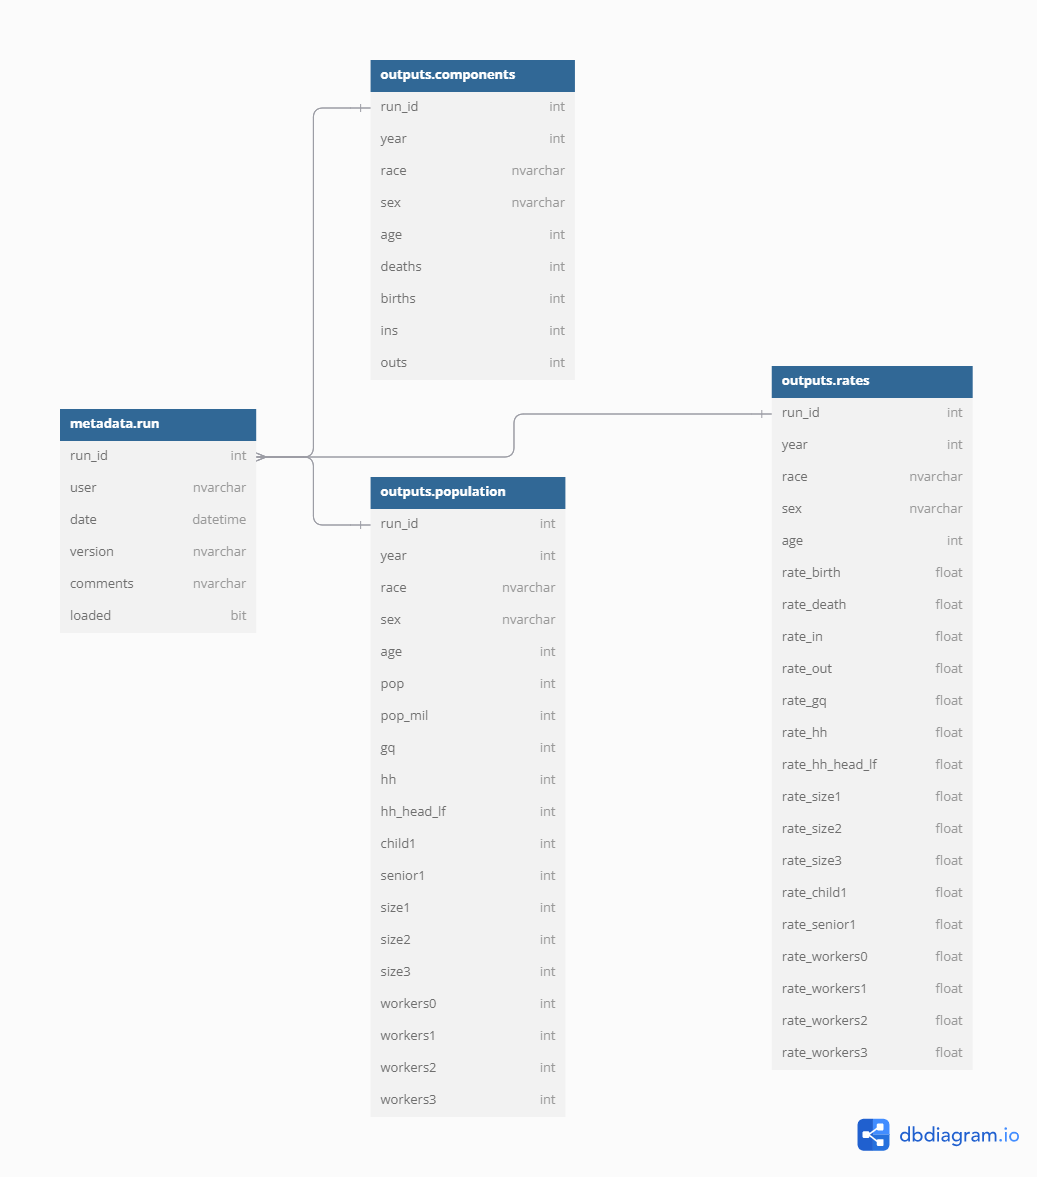 outputs.components
run_id int
year int
race nvarchar
sex nvarchar
age int
deaths int
births int
ins int
outs int
metadata.run
run_id int
user nvarchar
date datetime
version nvarchar
comments nvarchar
loaded bit
outputs.population
run_id int
year int
race nvarchar
sex nvarchar
age int
pop int
pop_mil int
gq int
hh int
hh_head_lf int
child1 int
senior1 int
size1 int
size2 int
size3 int
workers0 int
workers1 int
workers2 int
workers3 int
outputs.rates
run_id int
year int
race nvarchar
sex nvarchar
age int
rate_birth float
rate_death float
rate_in float
rate_out float
rate_gq float
rate_hh float
rate_hh_head_lf float
rate_size1 float
rate_size2 float
rate_size3 float
rate_child1 float
rate_senior1 float
rate_workers0 float
rate_workers1 float
rate_workers2 float
rate_workers3 float
dbdiagram.io